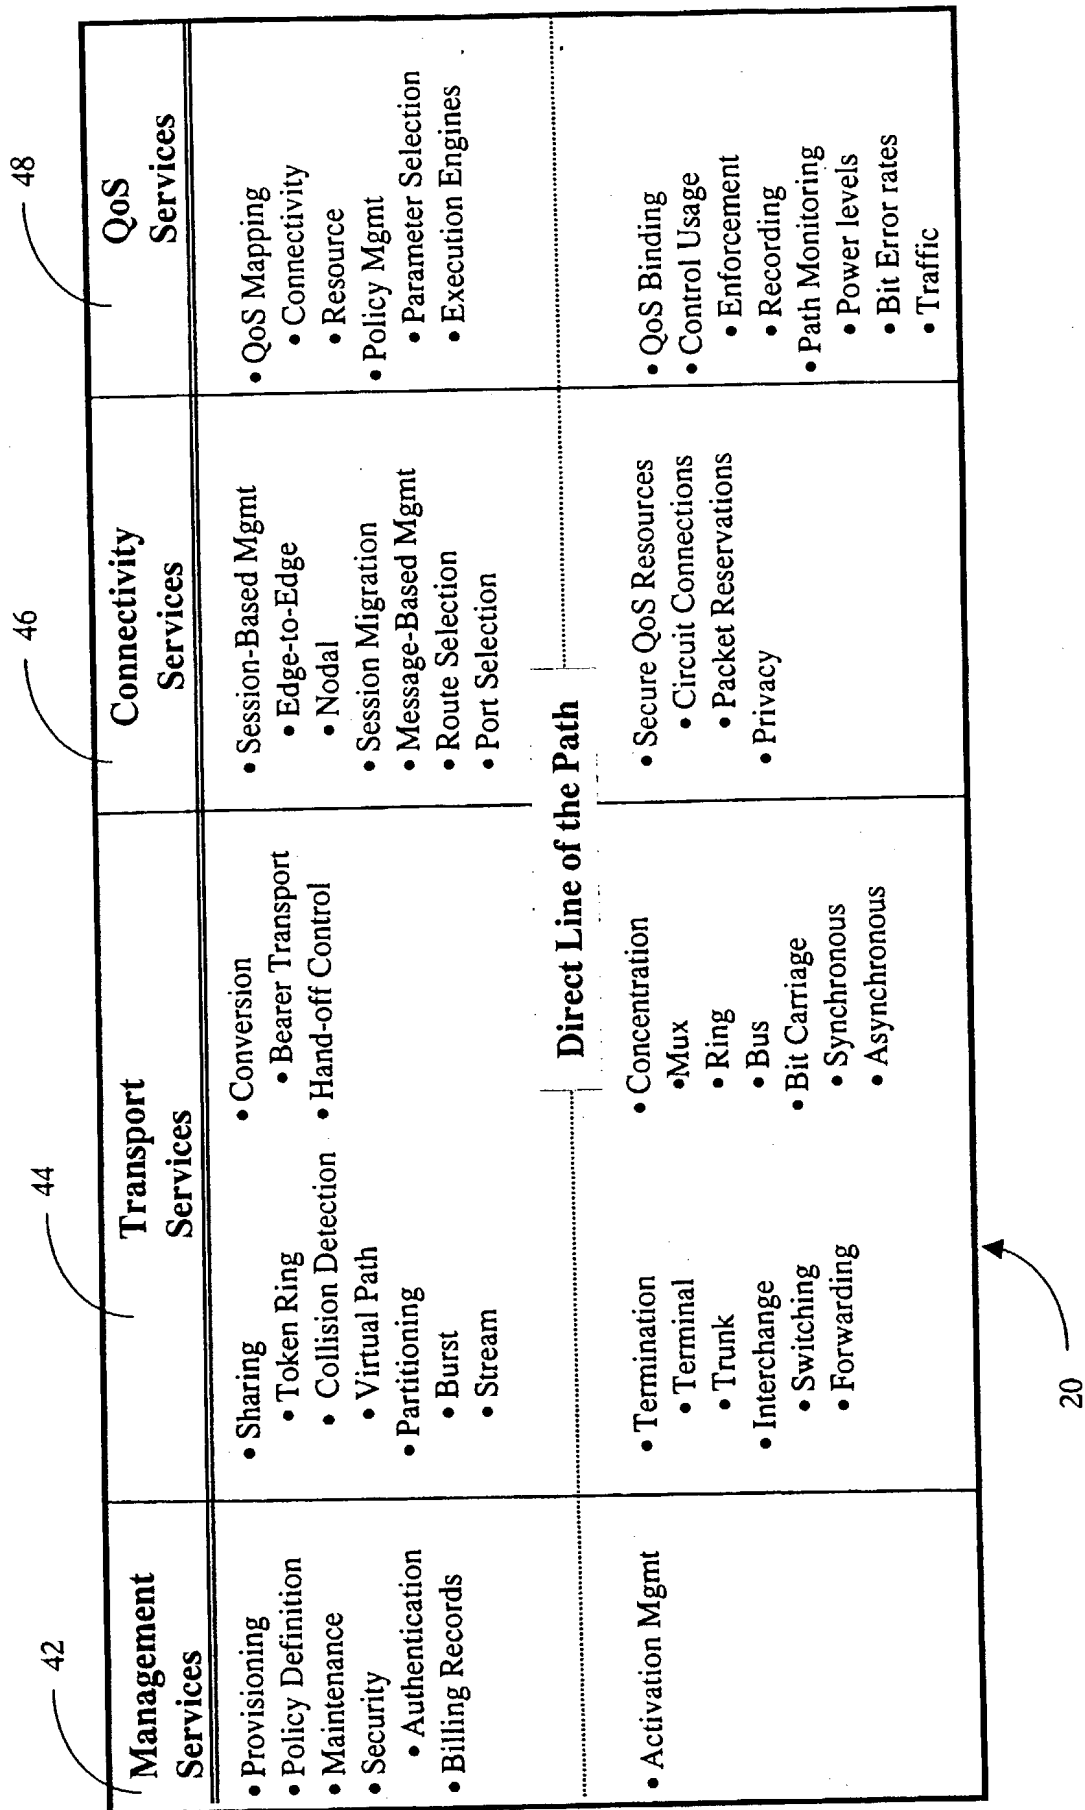 42
44
46
48
Management
Services
Transport
Services
Connectivity
Services
QoS
Services
• Provisioning
• Policy Definition
• Maintenance
• Security
• Authentication
• Billing Records
• Sharing
• Token Ring
• Collision Detection
• Virtual Path
• Partitioning
• Burst
• Stream
• Conversion
• Bearer Transport
• Hand-off Control
• Session-Based Mgmt
• Edge-to-Edge
• Nodal
• Session Migration
• Message-Based Mgmt
• Route Selection
• Port Selection
• QoS Mapping
• Connectivity
• Resource
• Policy Mgmt
• Parameter Selection
• Execution Engines
Direct Line of the Path
• Activation Mgmt
• Termination
• Terminal
• Trunk
• Interchange
• Switching
• Forwarding
• Concentration
•Mux
• Ring
• Bus
• Bit Carriage
• Synchronous
• Asynchronous
• Secure QoS Resources
• Circuit Connections
• Packet Reservations
• Privacy
• QoS Binding
• Control Usage
• Enforcement
• Recording
• Path Monitoring
• Power levels
• Bit Error rates
• Traffic
20